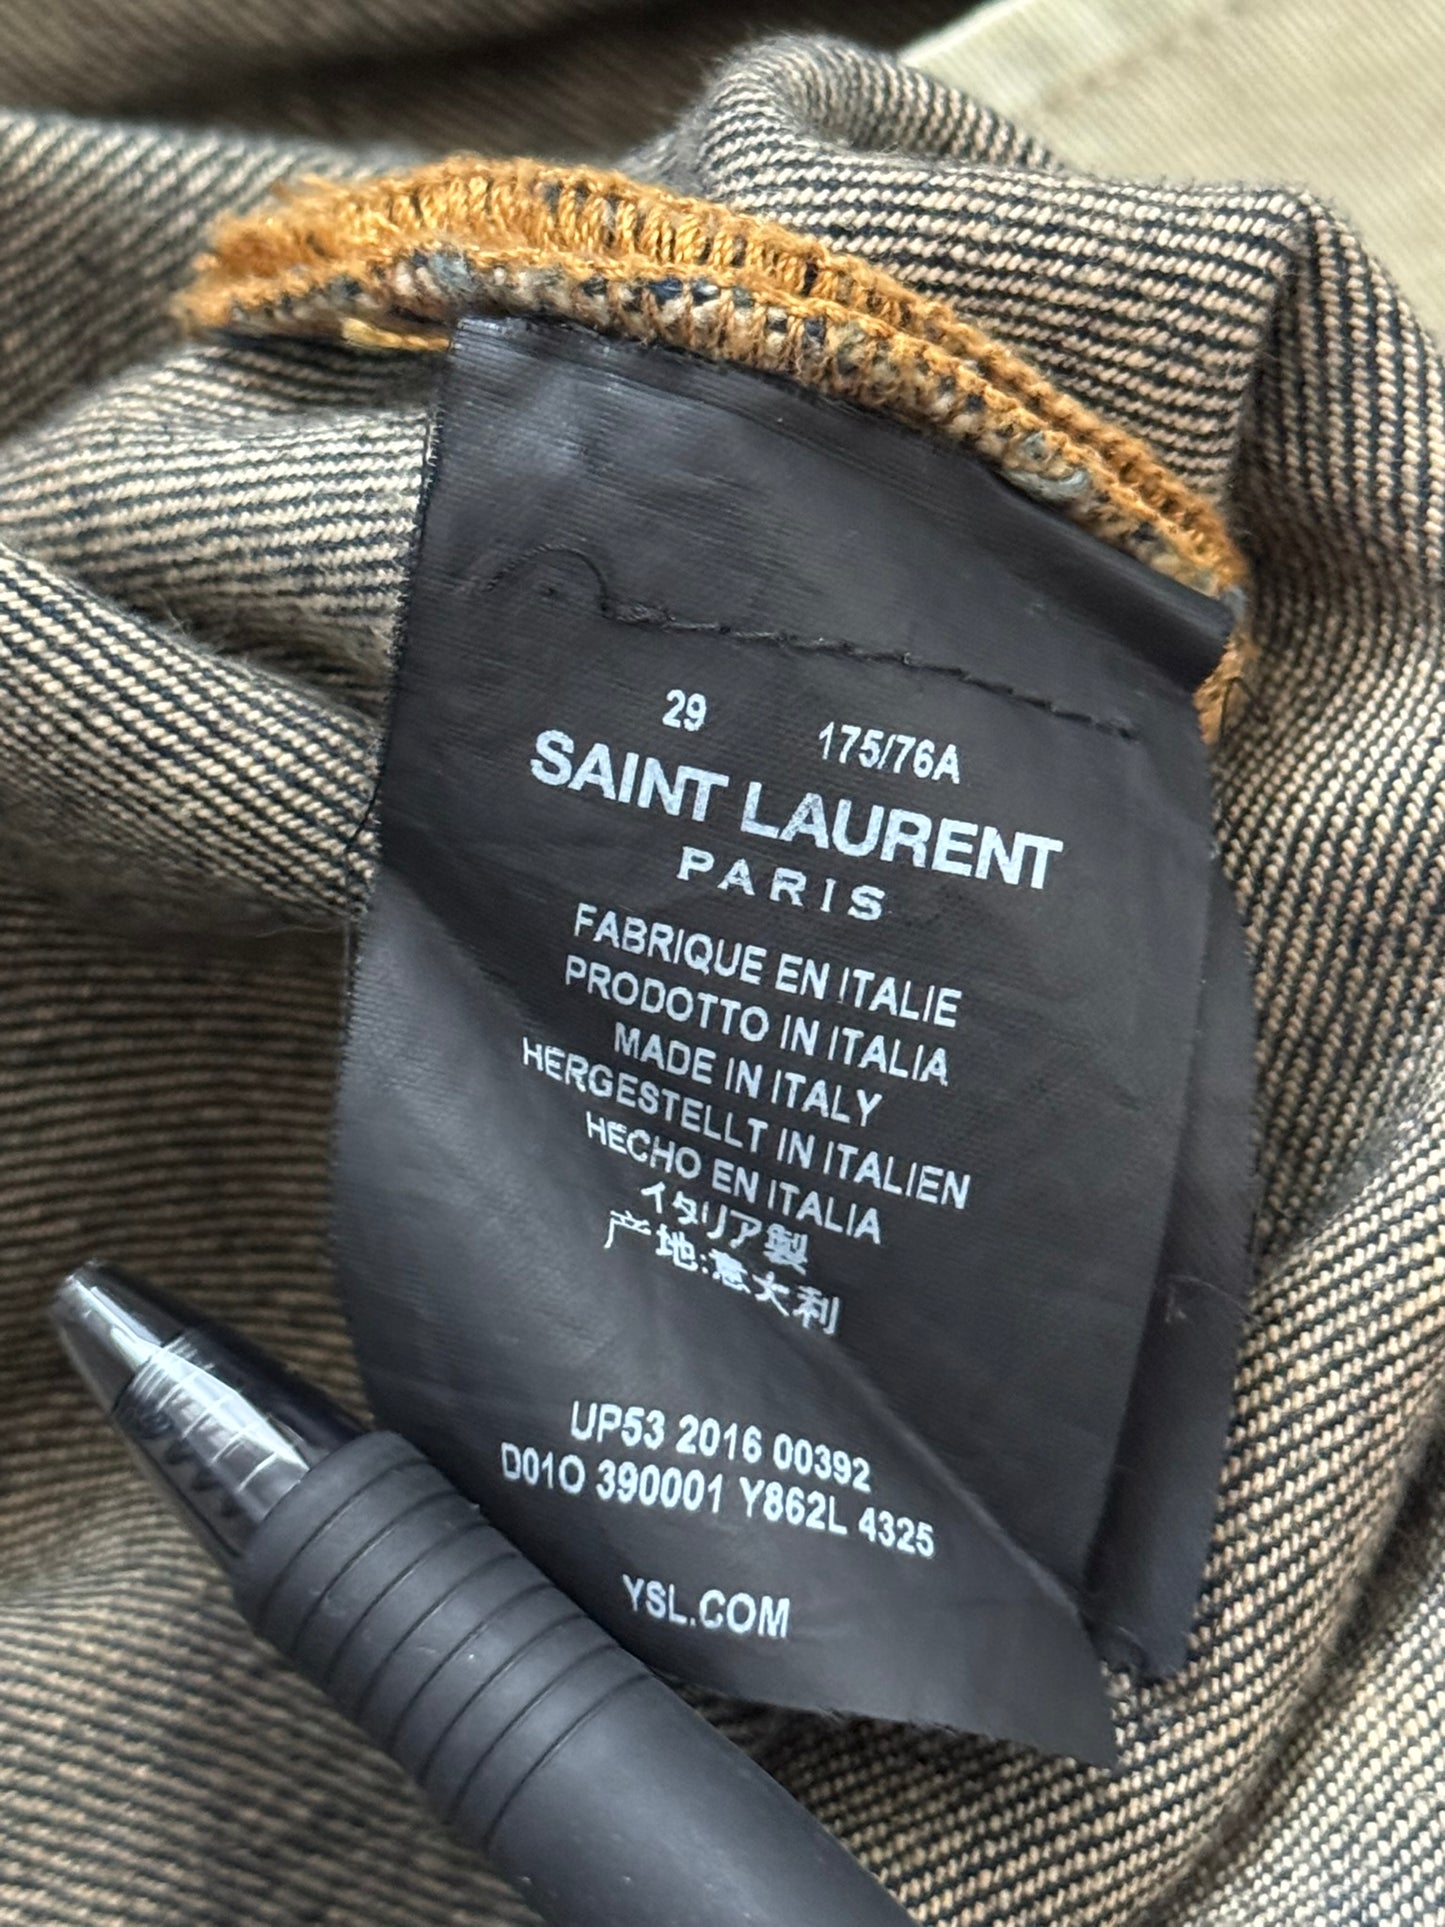 29 175/76A
SAINT LAURENT
PARIS
FABRIQUE EN ITALIE
PRODOTTO IN ITALIA
MADE IN ITALY
HERGESTELLT IN ITALIEN
HECHO EN ITALIA
イタリア製
产地:意大利
UP53 2016 00392
D01O 390001 Y862L 4325
YSL.COM